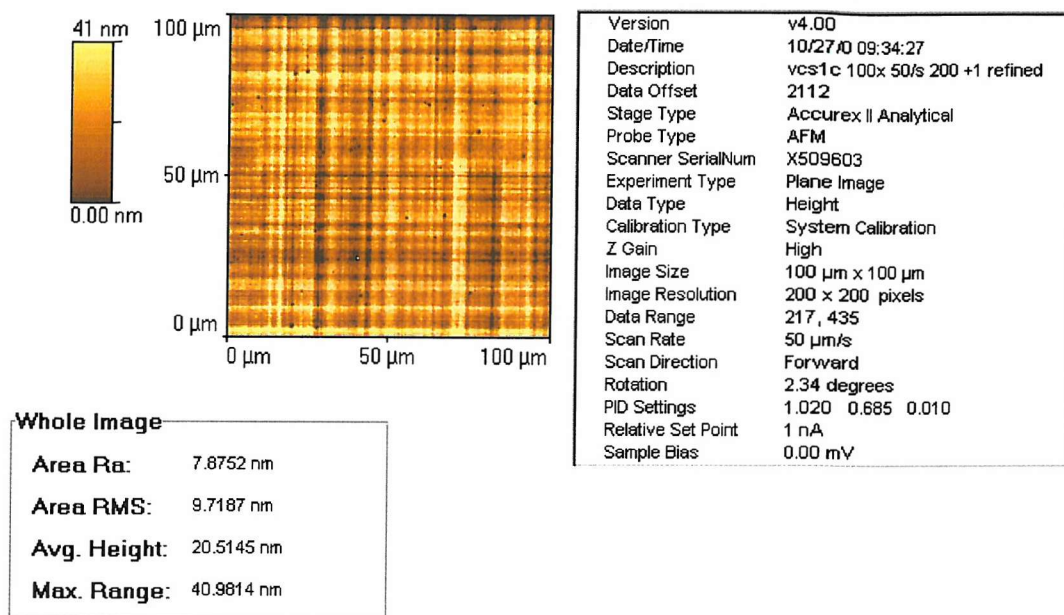 41 nm
0.00 nm
100 µm
50 µm
0 µm
0 µm 50 µm 100 µm
Version v4.00
Date/Time 10/27/0 09:34:27
Description vcs1c 100x 50/s 200 +1 refined
Data Offset 2112
Stage Type Accurex II Analytical
Probe Type AFM
Scanner SerialNum X509603
Experiment Type Plane Image
Data Type Height
Calibration Type System Calibration
Z Gain High
Image Size 100 µm x 100 µm
Image Resolution 200 x 200 pixels
Data Range 217, 435
Scan Rate 50 µm/s
Scan Direction Forward
Rotation 2.34 degrees
PID Settings 1.020 0.685 0.010
Relative Set Point 1 nA
Sample Bias 0.00 mV
Whole Image
Area Ra: 7.8752 nm
Area RMS: 9.7187 nm
Avg. Height: 20.5145 nm
Max. Range: 40.9814 nm